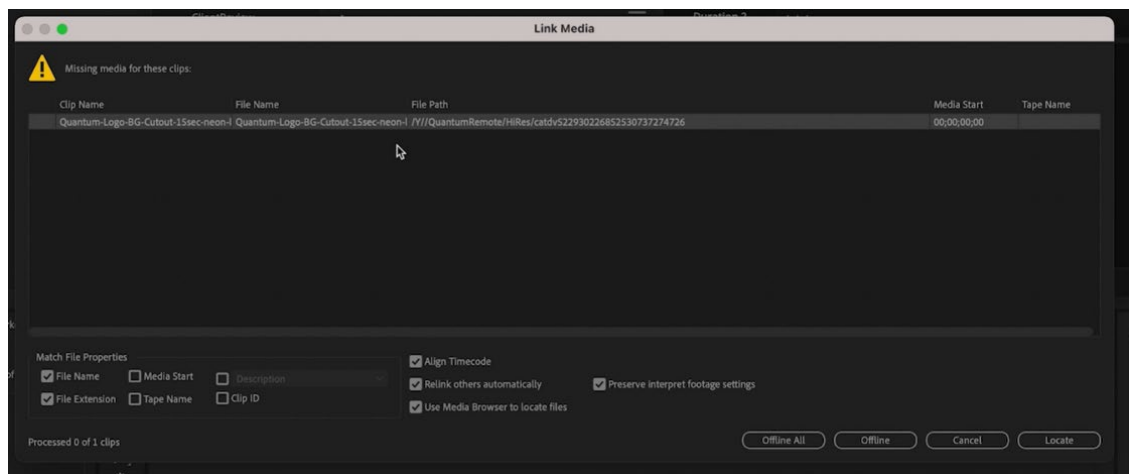 Link Media
Missing media for these clips:
Clip Name File Name File Path Media Start Tape Name
Quantum-Logo-BG-Cutout-15sec-neon-l Quantum-Logo-BG-Cutout-15sec-neon-l /Y//QuantumRemote/HiRes/catdv522930226852530737274726 00;00;00;00
Match File Properties
File Name Media Start Description
File Extension Tape Name Clip ID
Align Timecode
Relink others automatically Preserve interpret footage settings
Use Media Browser to locate files
Processed 0 of 1 clips
Offline All Offline Cancel Locate